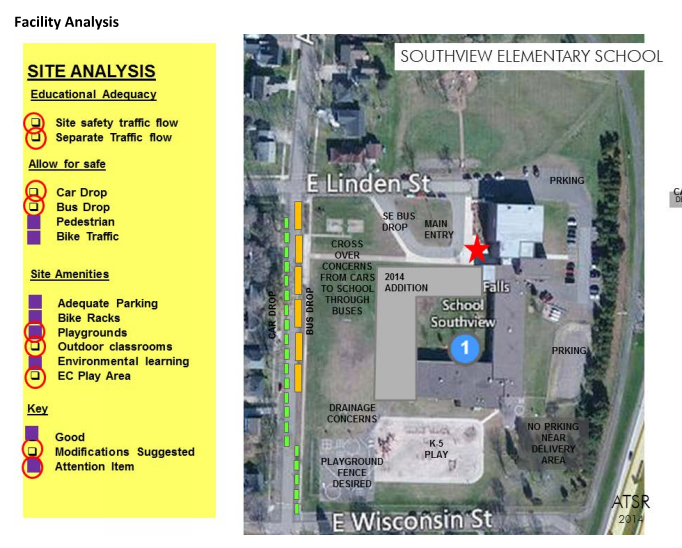 Facility Analysis
SITE ANALYSIS
Educational Adequacy
Site safety traffic flow
Separate Traffic flow
Allow for safe
Car Drop
Bus Drop
Pedestrian
Bike Traffic
Site Amenities
Adequate Parking
Bike Racks
Playgrounds
Outdoor classrooms
Environmental learning
EC Play Area
Key
Good
Modifications Suggested
Attention Item
SOUTHVIEW ELEMENTARY SCHOOL
E Linden St
PRKING
SE BUS
DROP
MAIN
ENTRY
CROSS
OVER
CONCERNS
FROM CARS
TO SCHOOL
THROUGH
BUSES
2014
ADDITION
Falls
School
Southview
1
CAR DROP
BUS DROP
PRKING
DRAINAGE
CONCERNS
K-5
PLAY
NO PRKING
NEAR
DELIVERY
AREA
PLAYGROUND
FENCE
DESIRED
E Wisconsin St
ATSR
2014